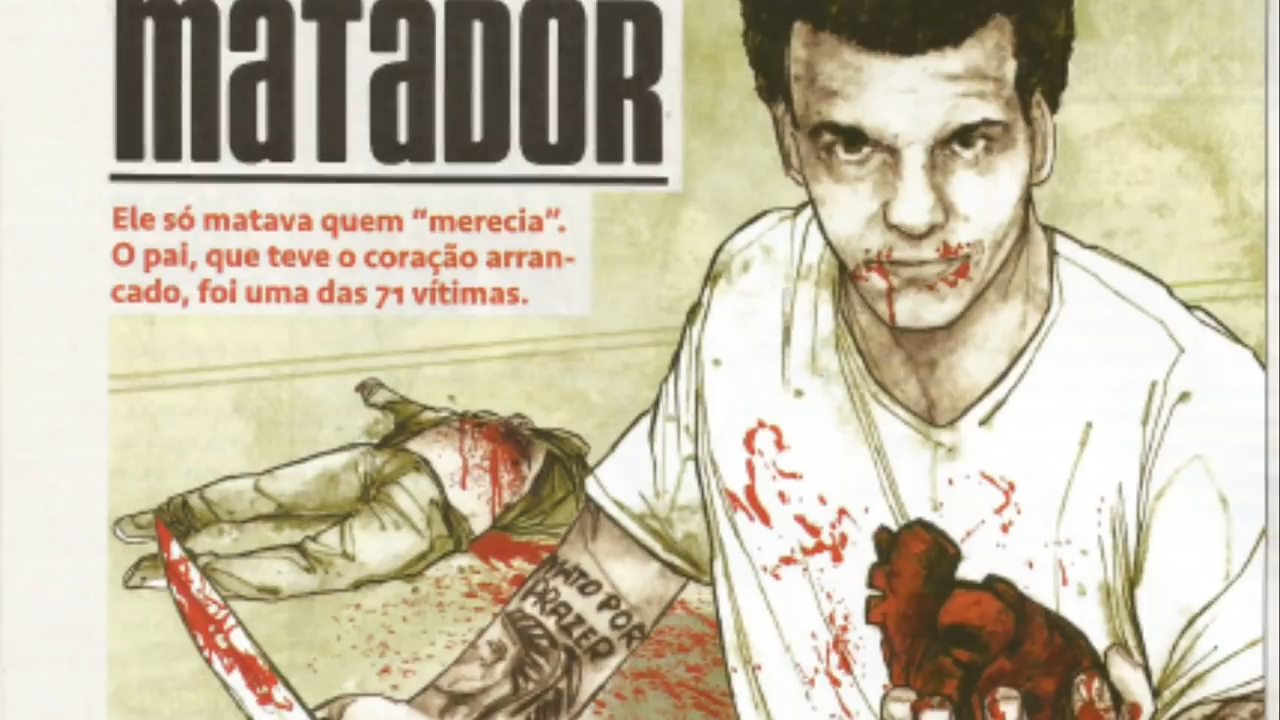 MATADOR
Ele só matava quem “merecia”.
O pai, que teve o coração arran-
cado, foi uma das 71 vítimas.
MATO POR
PRAZER